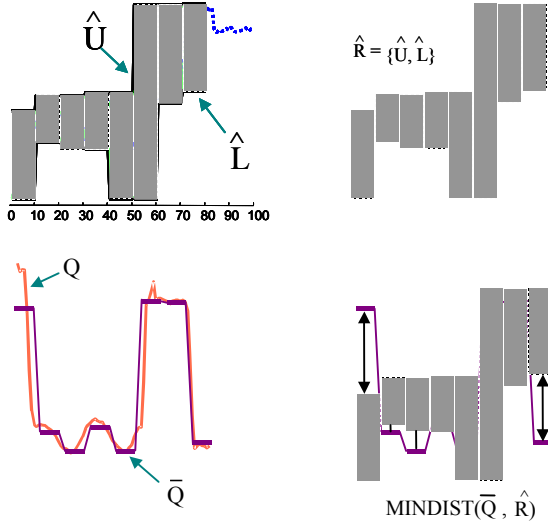 Û
R̂ = {Û, L̂}
L̂
0 10 20 30 40 50 60 70 80 90 100
Q
Q̅
MINDIST(Q̅ , R̂)